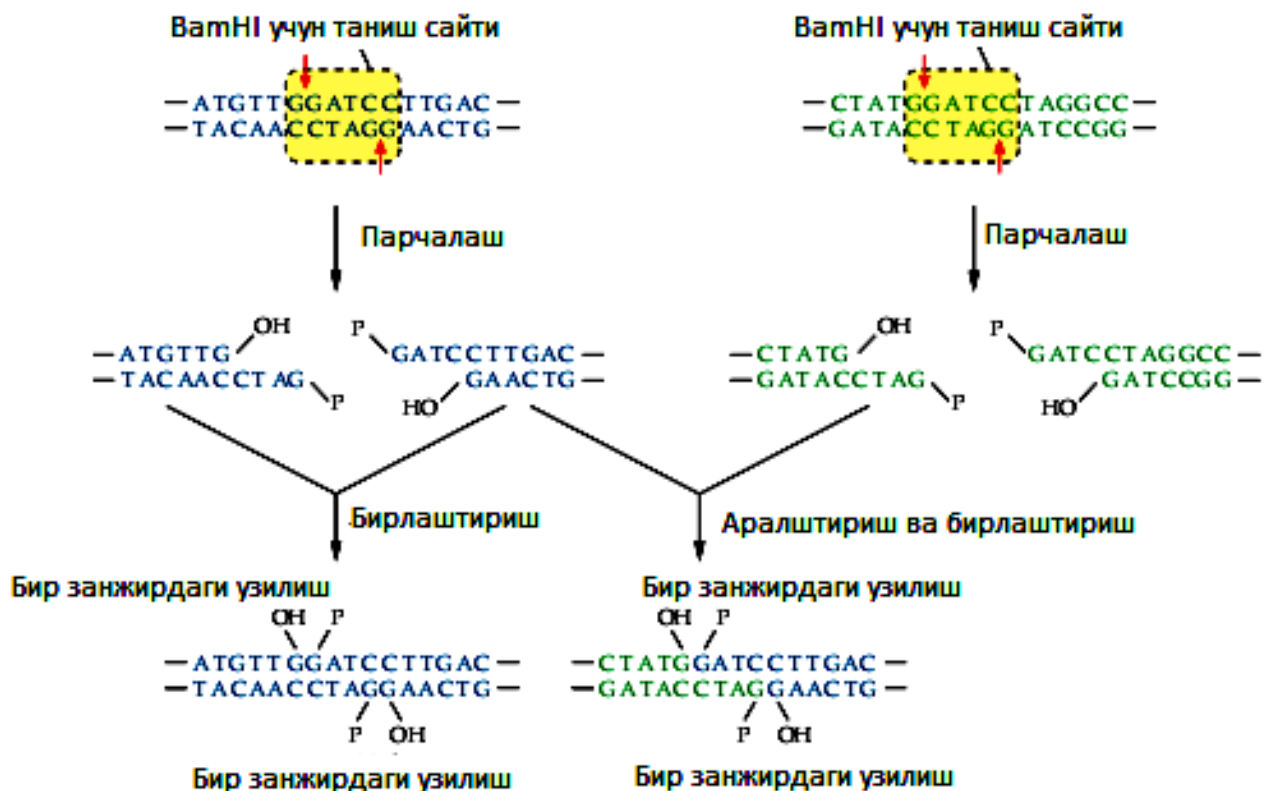 BamHI учун таниш сайти
BamHI учун таниш сайти
— ATGTTGGATCCTTGAC —
— TACAACCTAGGAACTG —
— CTATGGATCCTAGGCC —
— GATACCTAGGATCCGG —
Парчалаш
Парчалаш
OH
P
— ATGTTG
— TACAACCTAG
P
GATCCTTGAC —
GAACTG —
HO
OH
P
— CTATG
— GATACCTAG
P
GATCCTAGGCC —
GATCCGG —
HO
Бирлаштириш
Аралштириш ва бирлаштириш
Бир занжирдаги узилиш
Бир занжирдаги узилиш
OH P
OH P
— ATGTTGGATCCTTGAC —
— TACAACCTAGGAACTG —
— CTATGGATCCTTGAC —
— GATACCTAGGAACTG —
P OH
P OH
Бир занжирдаги узилиш
Бир занжирдаги узилиш